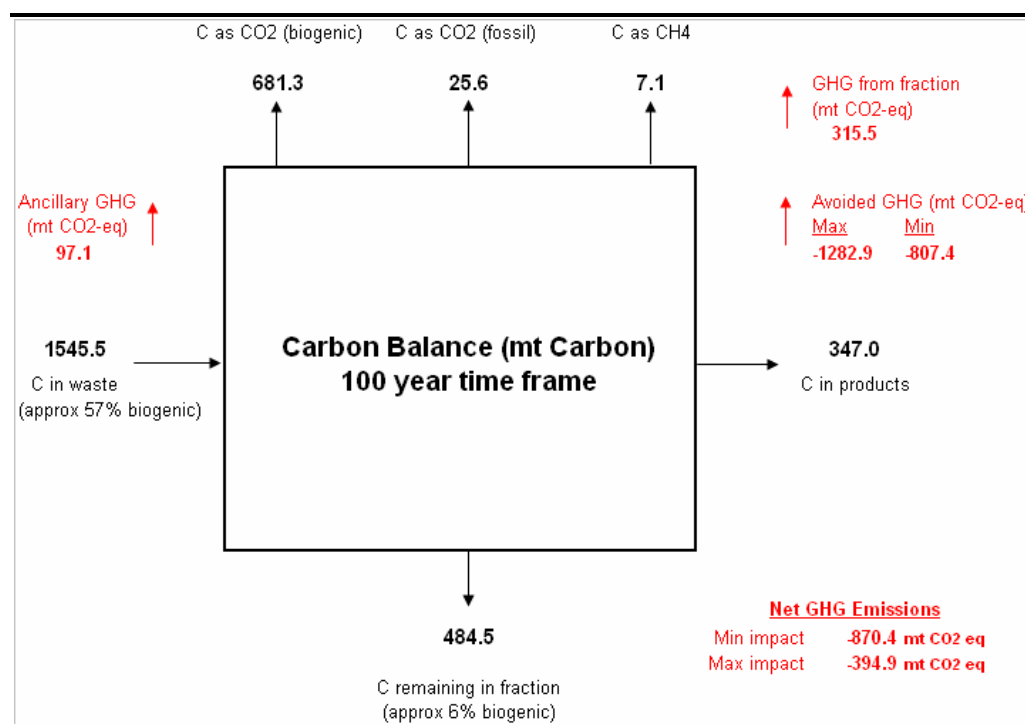 C as CO2 (biogenic) C as CO2 (fossil) C as CH4
681.3 25.6 7.1
GHG from fraction
(mt CO2-eq)
315.5
Ancillary GHG
(mt CO2-eq)
97.1
Avoided GHG (mt CO2-eq)
Max Min
-1282.9 -807.4
Carbon Balance (mt Carbon)
100 year time frame
1545.5
C in waste
(approx 57% biogenic)
347.0
C in products
484.5
C remaining in fraction
(approx 6% biogenic)
Net GHG Emissions
Min impact -870.4 mt CO2 eq
Max impact -394.9 mt CO2 eq